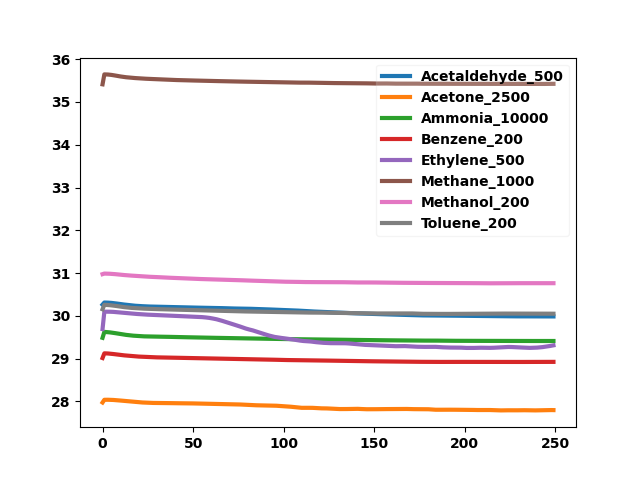 36
35
34
33
32
31
30
29
28
0 50 100 150 200 250
Acetaldehyde_500
Acetone_2500
Ammonia_10000
Benzene_200
Ethylene_500
Methane_1000
Methanol_200
Toluene_200